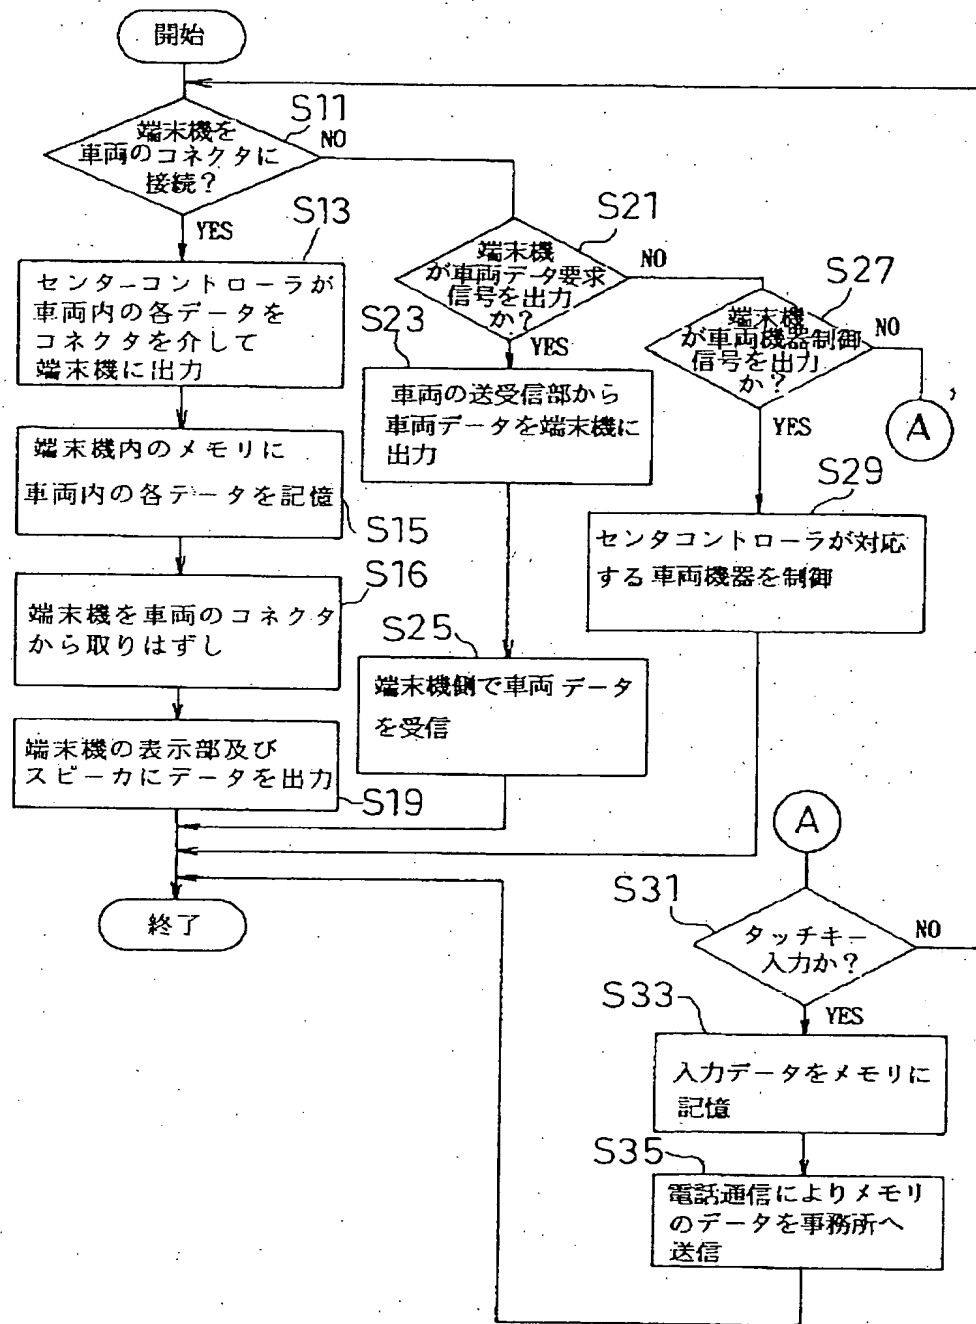 開始
S11
端末機を
車両のコネクタに
接続？
NO
YES
S13
センターコントローラが
車両内の各データを
コネクタを介して
端末機に出力
端末機内のメモリに
車両内の各データを記憶
S15
S16
端末機を車両のコネクタ
から取りはずし
端末機の表示部及び
スピーカにデータを出力
S19
終了
S21
端末機
が車両データ要求
信号を出力
か？
NO
YES
S23
車両の送受信部から
車両データを端末機に
出力
S25
端末機側で車両データ
を受信
S27
端末機
が車両機器制御
信号を出力
か？
NO
YES
A
S29
センタコントローラが対応
する車両機器を制御
A
S31
タッチキー
入力か？
NO
YES
S33
入力データをメモリに
記憶
S35
電話通信によりメモリ
のデータを事務所へ
送信